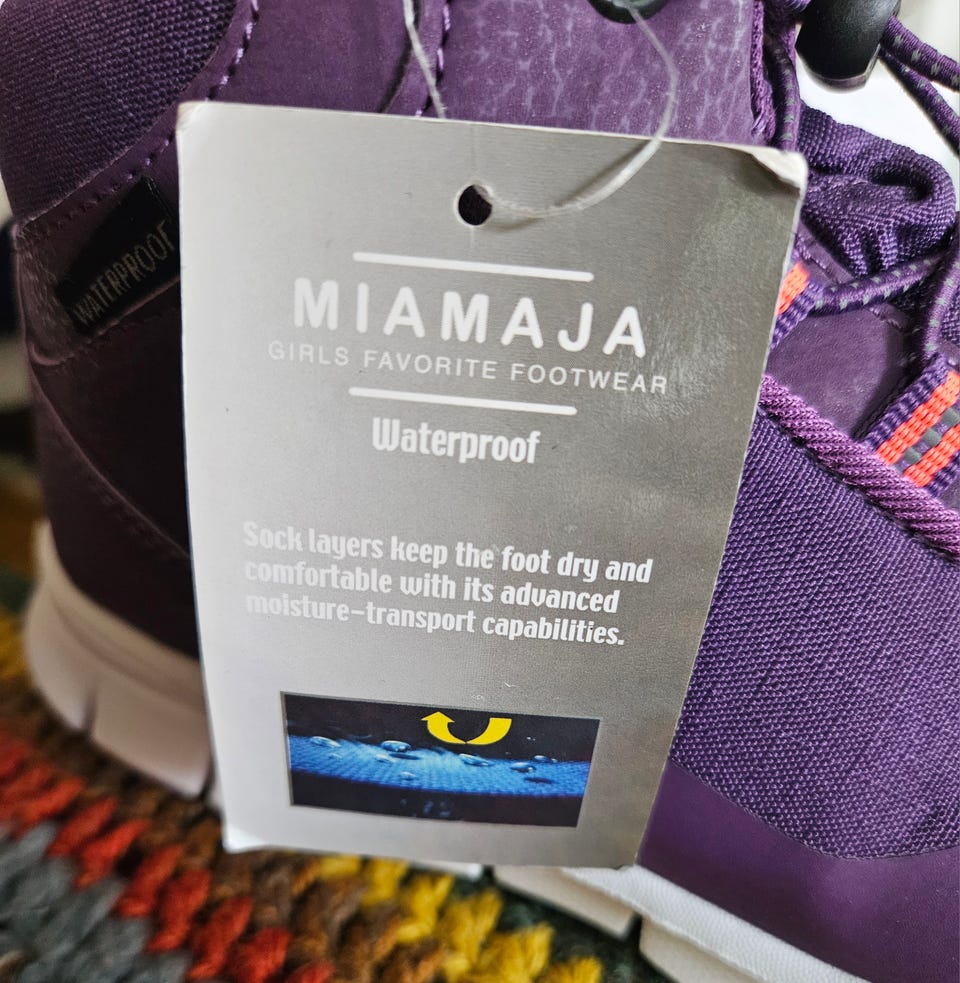 WATERPROOF
MIAMAJA
GIRLS FAVORITE FOOTWEAR
Waterproof
Sock layers keep the foot dry and
comfortable with its advanced
moisture-transport capabilities.